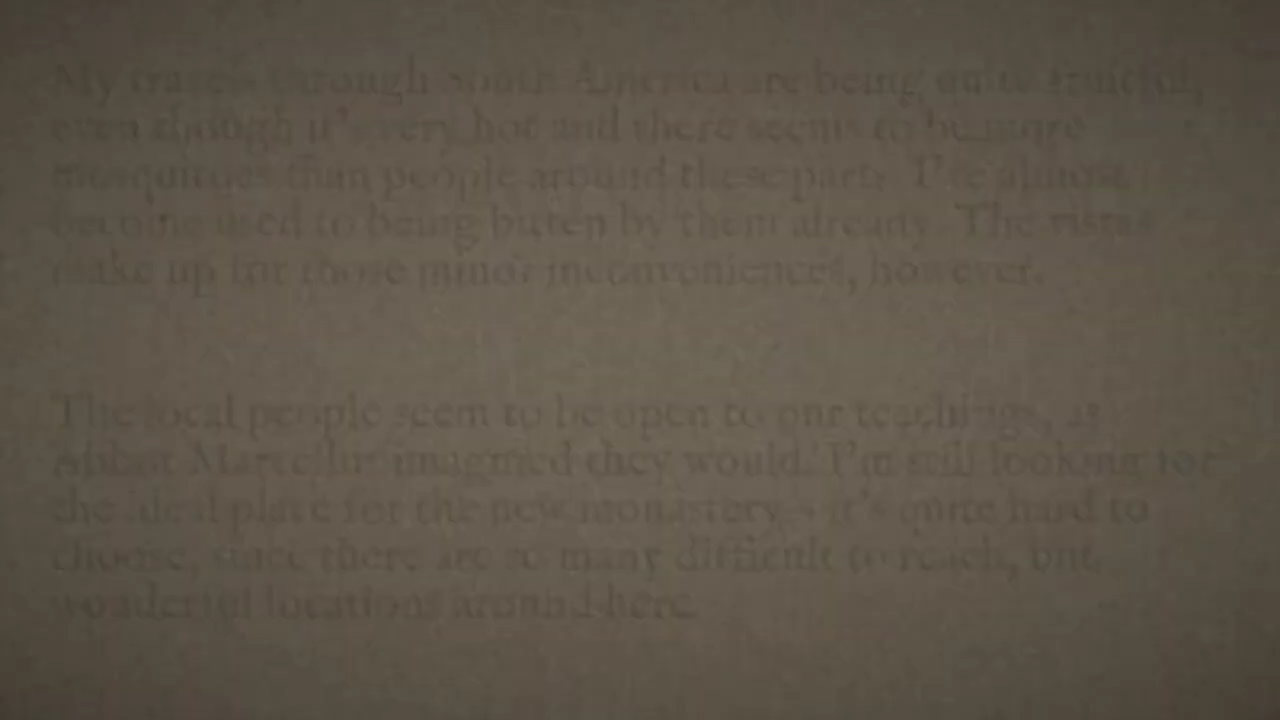 My travels through South America are being quite fruitful,
even though it's very hot and there seems to be more
mosquitoes than people around these parts. I've almost
become used to being bitten by them already. The vistas
make up for those minor inconveniences, however.
The local people seem to be open to our teachings, as
Abbot Marcellus imagined they would. I'm still looking for
the ideal place for the new monastery - it's quite hard to
choose, since there are so many difficult to reach, but
wonderful locations around here.